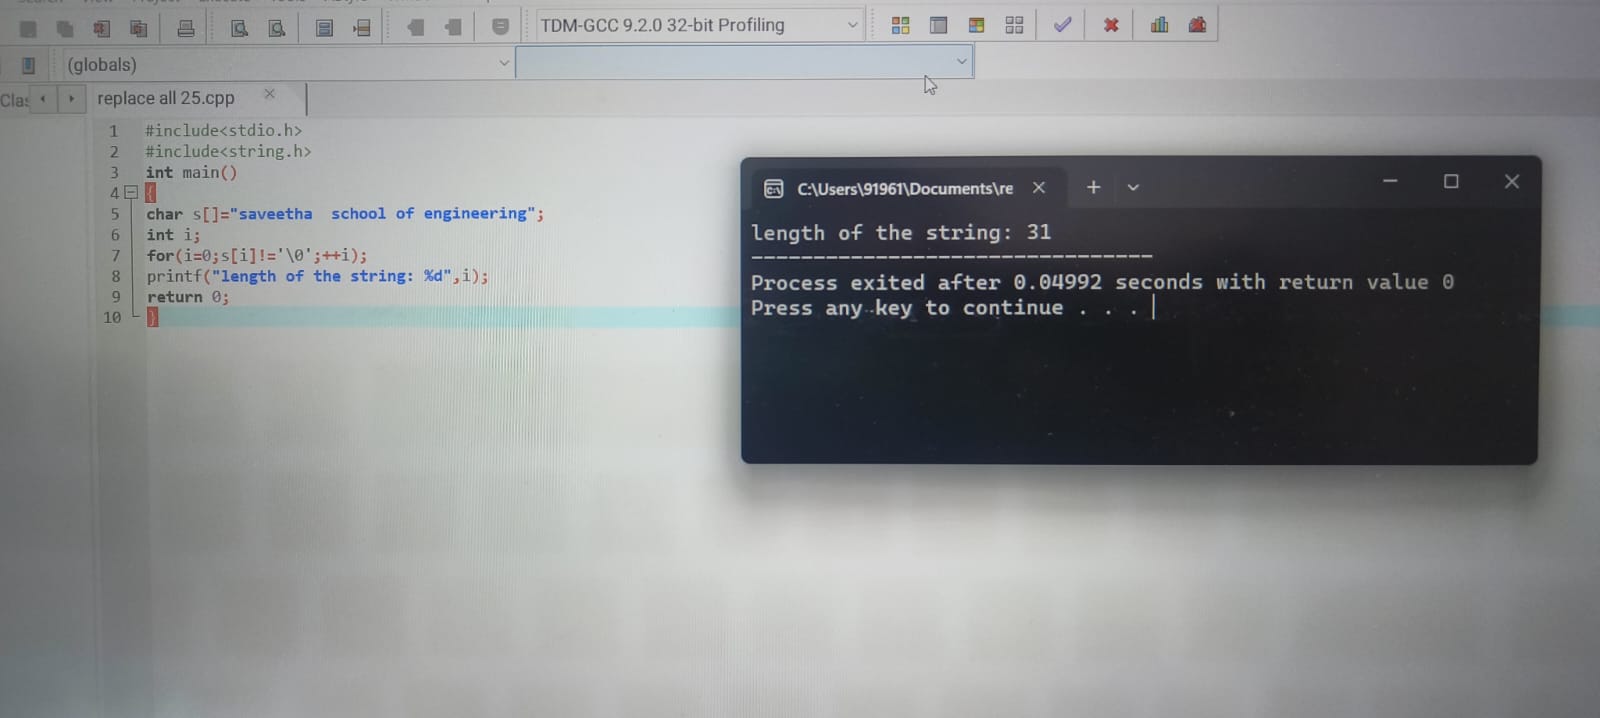 TDM-GCC 9.2.0 32-bit Profiling
(globals)
replace all 25.cpp
1 #include<stdio.h>
2 #include<string.h>
3 int main()
4 {
5 char s[]="saveetha  school of engineering";
6 int i;
7 for(i=0;s[i]!='\0';++i);
8 printf("length of the string: %d",i);
9 return 0;
10 }
C:\Users\91961\Documents\re
length of the string: 31
--------------------------------
Process exited after 0.04992 seconds with return value 0
Press any key to continue . . .